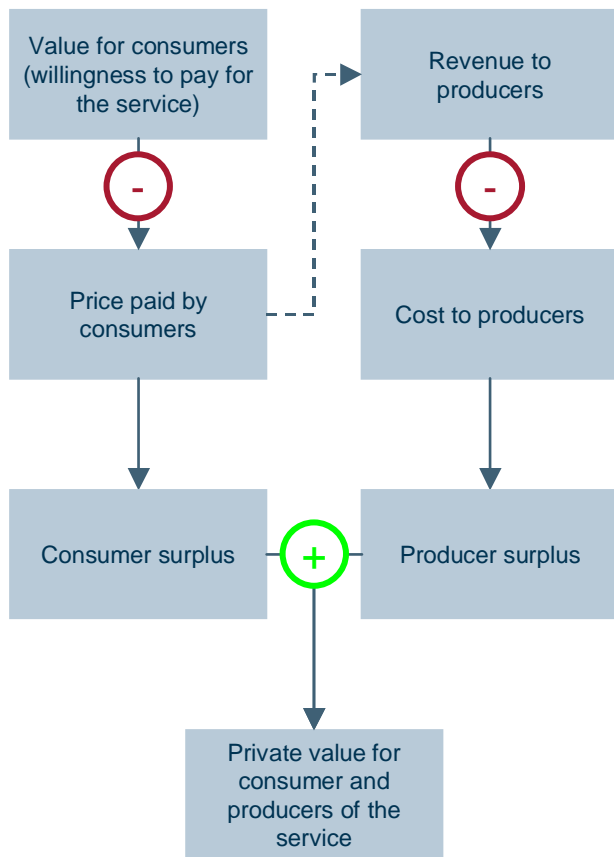 Value for consumers
(willingness to pay for
the service)
Revenue to
producers
-
-
Price paid by
consumers
Cost to producers
Consumer surplus
+
Producer surplus
Private value for
consumer and
producers of the
service